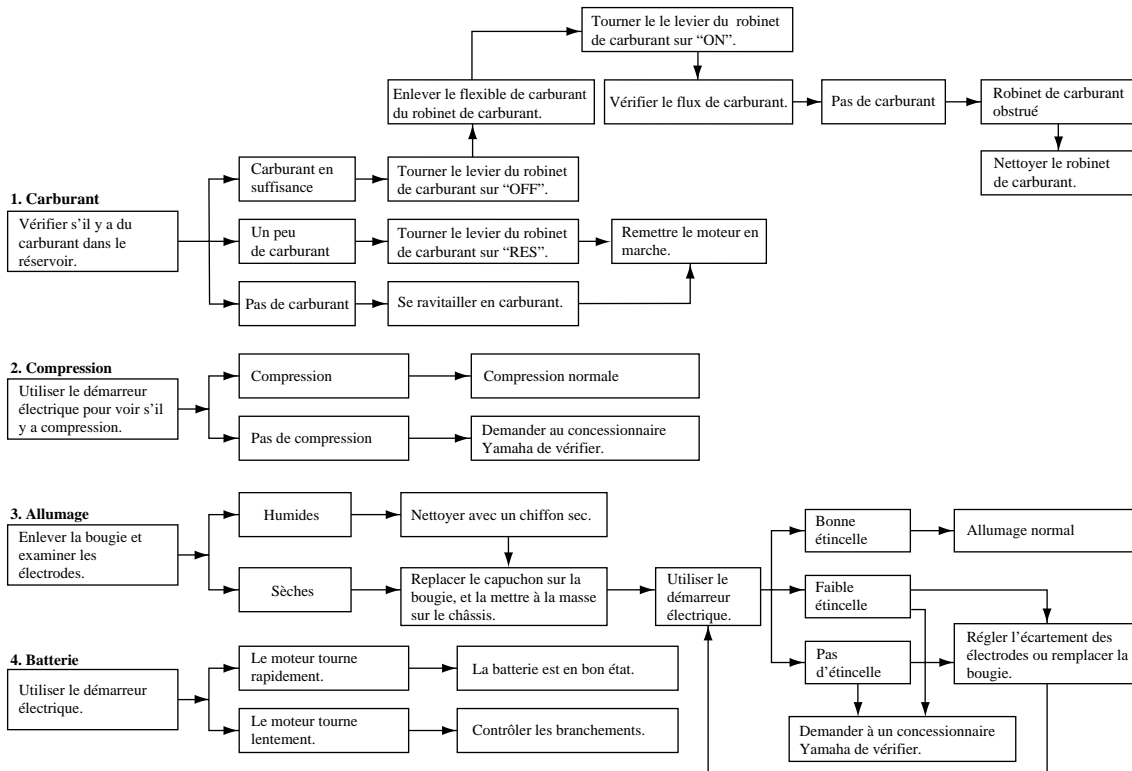 1. Carburant
Vérifier s’il y a du
carburant dans le
réservoir.
Carburant en
suffisance
Tourner le levier du robinet
de carburant sur “OFF”.
Enlever le flexible de carburant
du robinet de carburant.
Tourner le le levier du robinet
de carburant sur “ON”.
Vérifier le flux de carburant.
Pas de carburant
Robinet de carburant
obstrué
Nettoyer le robinet
de carburant.
Un peu
de carburant
Tourner le levier du robinet
de carburant sur “RES”.
Remettre le moteur en
marche.
Pas de carburant
Se ravitailler en carburant.
2. Compression
Utiliser le démarreur
électrique pour voir s’il
y a compression.
Compression
Compression normale
Pas de compression
Demander au concessionnaire
Yamaha de vérifier.
3. Allumage
Enlever la bougie et
examiner les
électrodes.
Humides
Nettoyer avec un chiffon sec.
Sèches
Replacer le capuchon sur la
bougie, et la mettre à la masse
sur le châssis.
Utiliser le
démarreur
électrique.
Bonne
étincelle
Allumage normal
Faible
étincelle
Pas
d’étincelle
Régler l’écartement des
électrodes ou remplacer la
bougie.
Demander à un concessionnaire
Yamaha de vérifier.
4. Batterie
Utiliser le démarreur
électrique.
Le moteur tourne
rapidement.
La batterie est en bon état.
Le moteur tourne
lentement.
Contrôler les branchements.